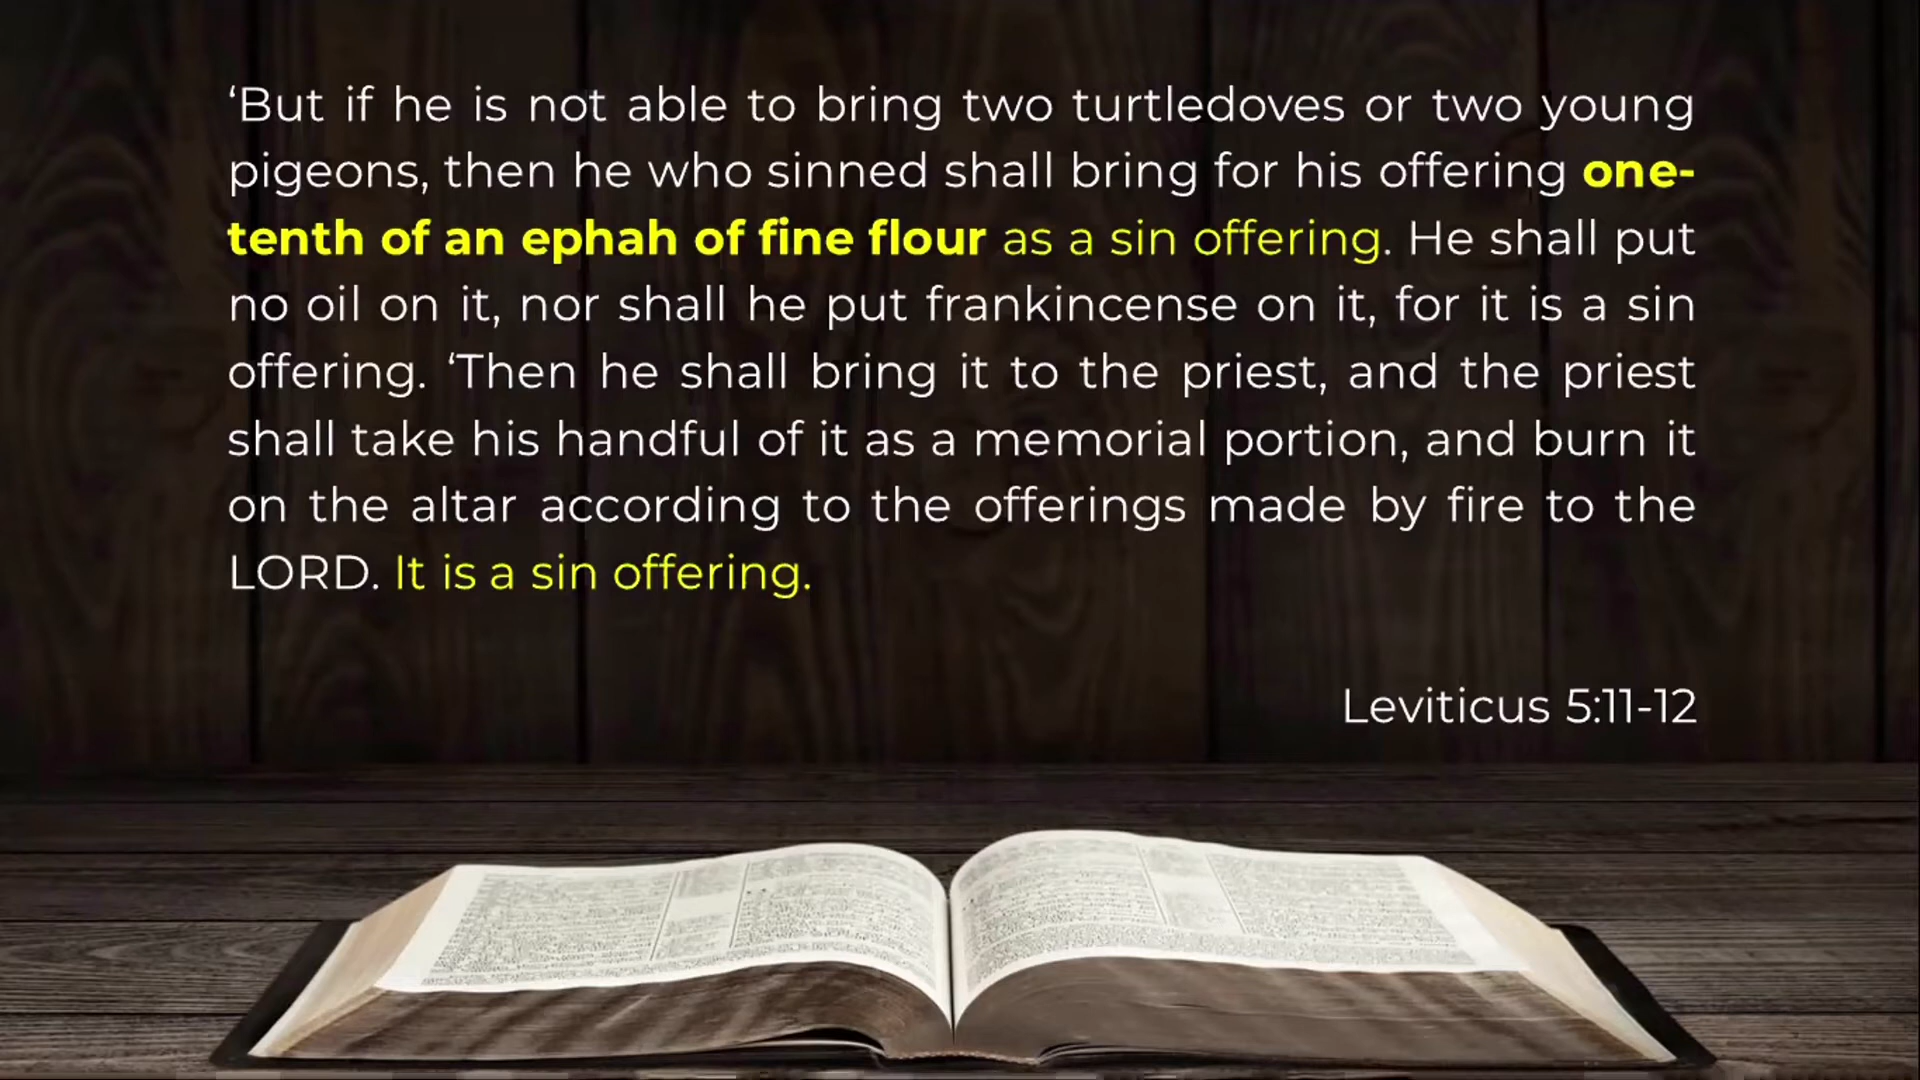 ‘But if he is not able to bring two turtledoves or two young
pigeons, then he who sinned shall bring for his offering one-
tenth of an ephah of fine flour as a sin offering. He shall put
no oil on it, nor shall he put frankincense on it, for it is a sin
offering. ‘Then he shall bring it to the priest, and the priest
shall take his handful of it as a memorial portion, and burn it
on the altar according to the offerings made by fire to the
LORD. It is a sin offering.
Leviticus 5:11-12